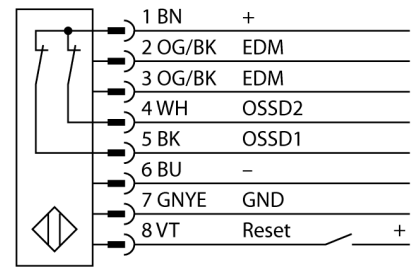 1 BN +
2 OG/BK EDM
3 OG/BK EDM
4 WH OSSD2
5 BK OSSD1
6 BU –
7 GNYE GND
8 VT Reset +